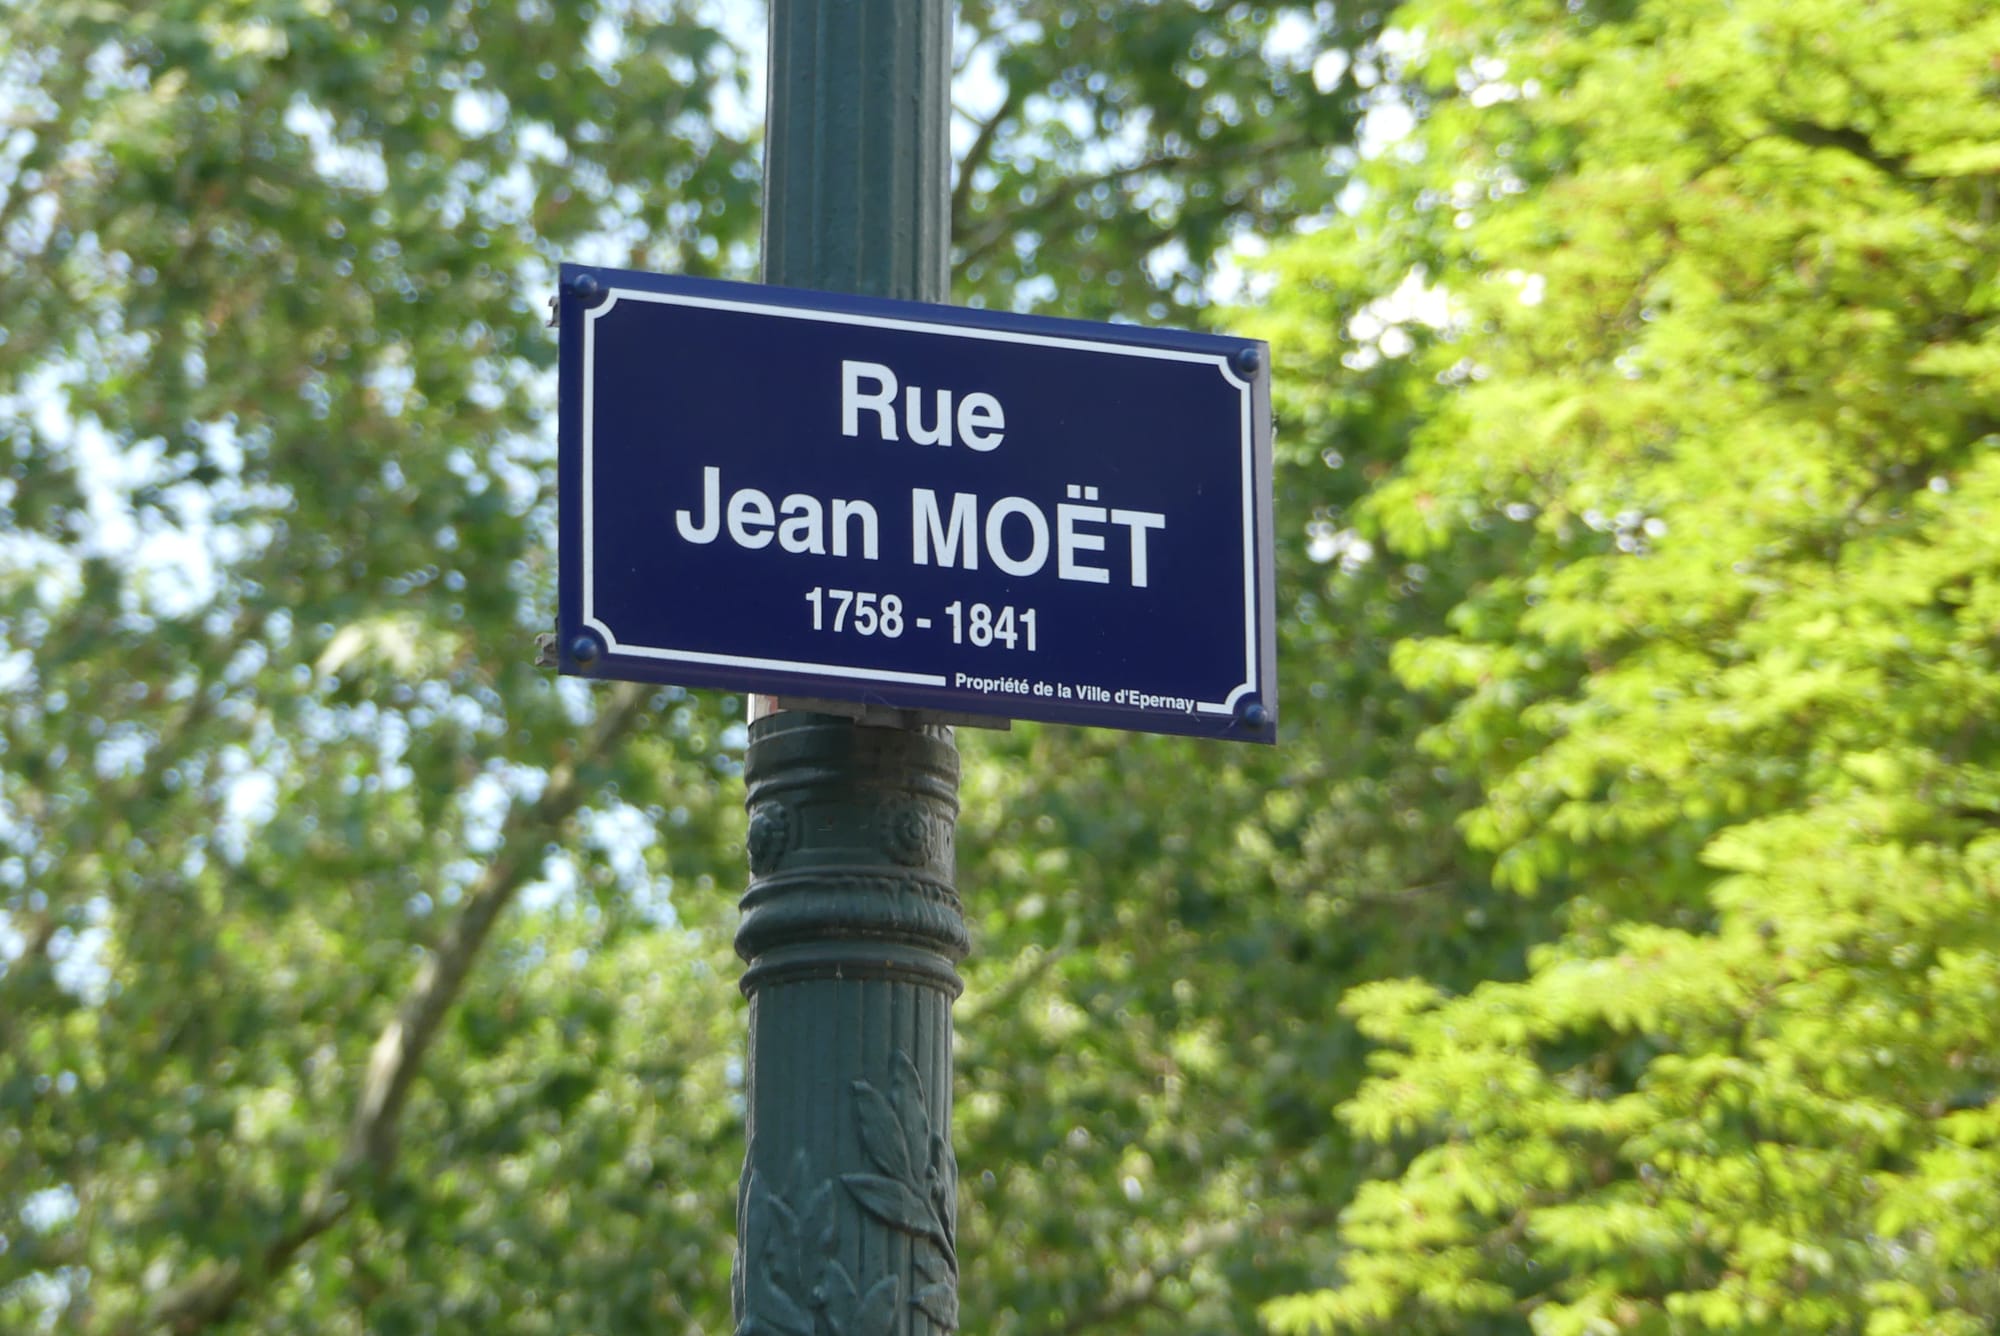 Rue
Jean MOËT
1758 - 1841
Propriété de la Ville d'Epernay